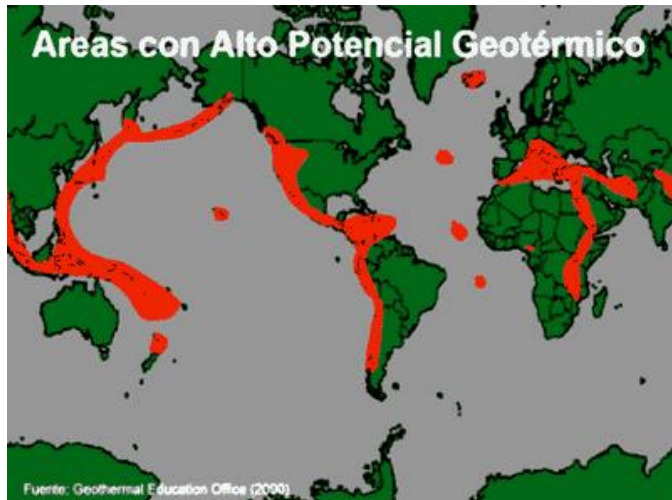 Areas con Alto Potencial Geotérmico
Fuente: Geothermal Education Office (2000)